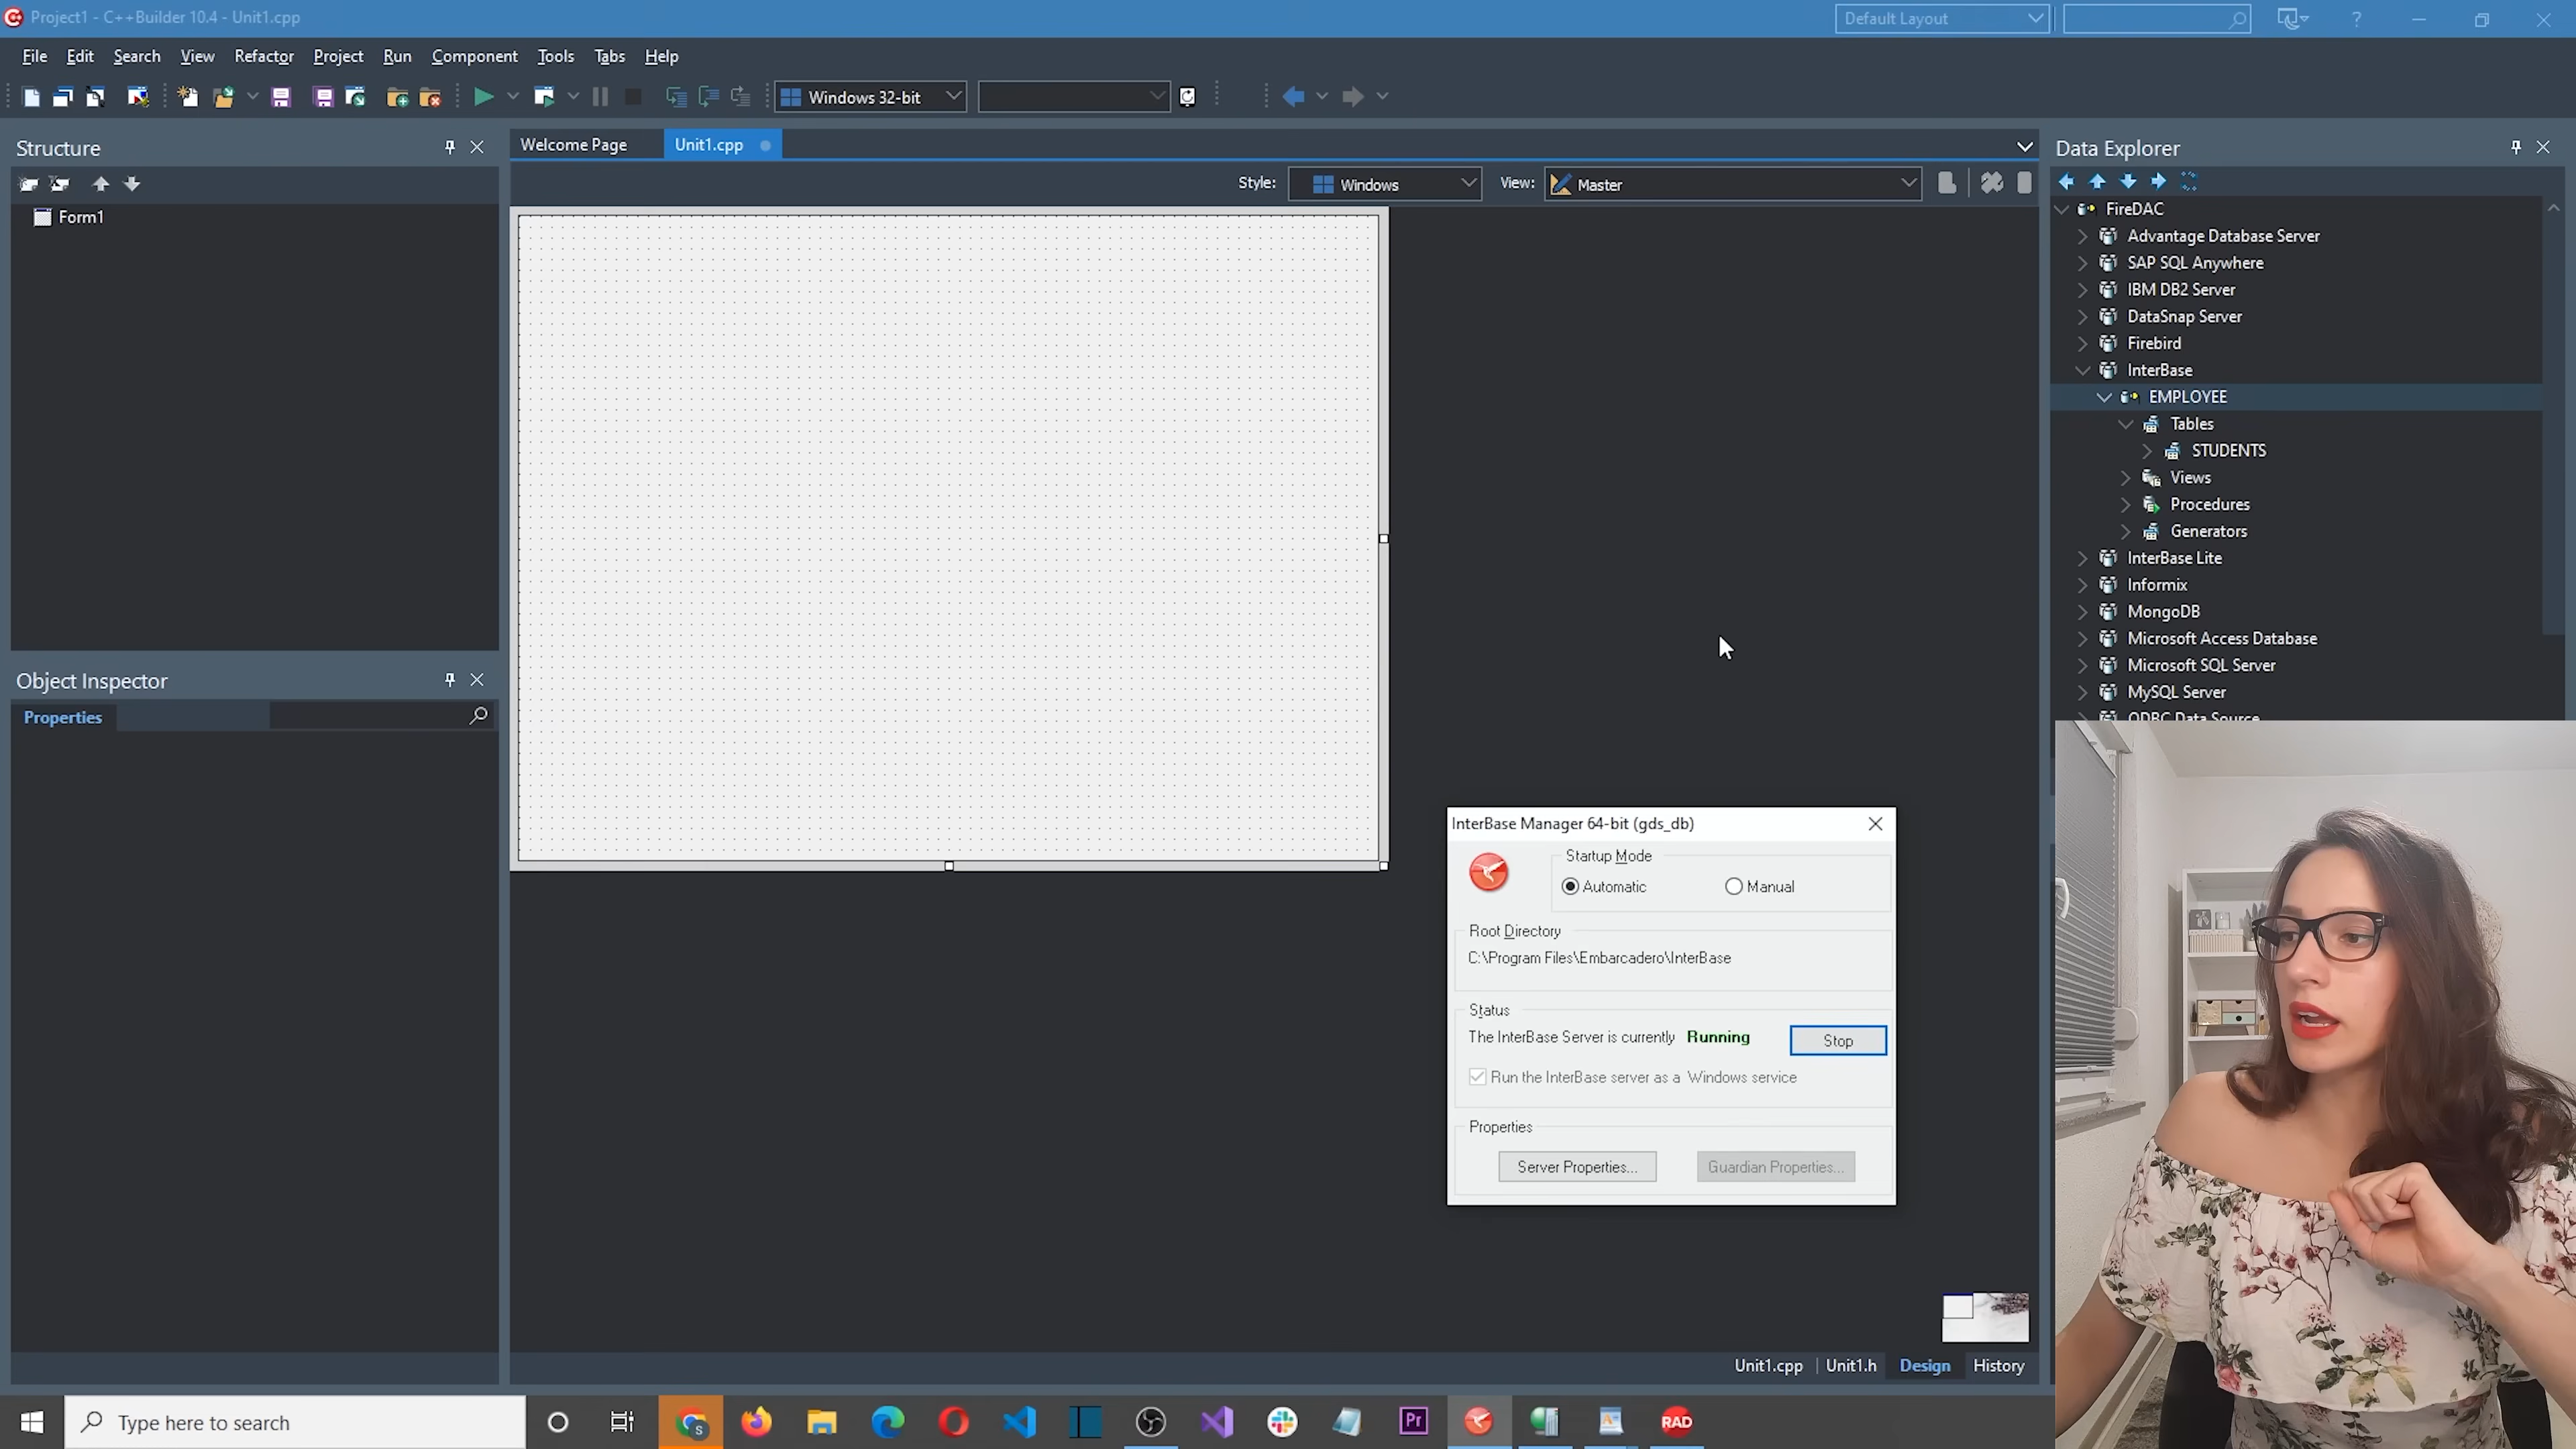 Project1 - C++Builder 10.4 - Unit1.cpp
Default Layout
?
File Edit Search View Refactor Project Run Component Tools Tabs Help
Windows 32-bit
Structure
Form1
Object Inspector
Properties
Welcome Page
Unit1.cpp
Style:
Windows
View:
Master
Data Explorer
FireDAC
Advantage Database Server
SAP SQL Anywhere
IBM DB2 Server
DataSnap Server
Firebird
InterBase
EMPLOYEE
Tables
STUDENTS
Views
Procedures
Generators
InterBase Lite
Informix
MongoDB
Microsoft Access Database
Microsoft SQL Server
MySQL Server
ODBC Data Source
InterBase Manager 64-bit (gds_db)
Startup Mode
Automatic
Manual
Root Directory
C:\Program Files\Embarcadero\InterBase
Status
The InterBase Server is currently Running
Stop
Run the InterBase server as a Windows service
Properties
Server Properties...
Guardian Properties...
Unit1.cpp
Unit1.h
Design
History
Type here to search
S
Pr
RAD